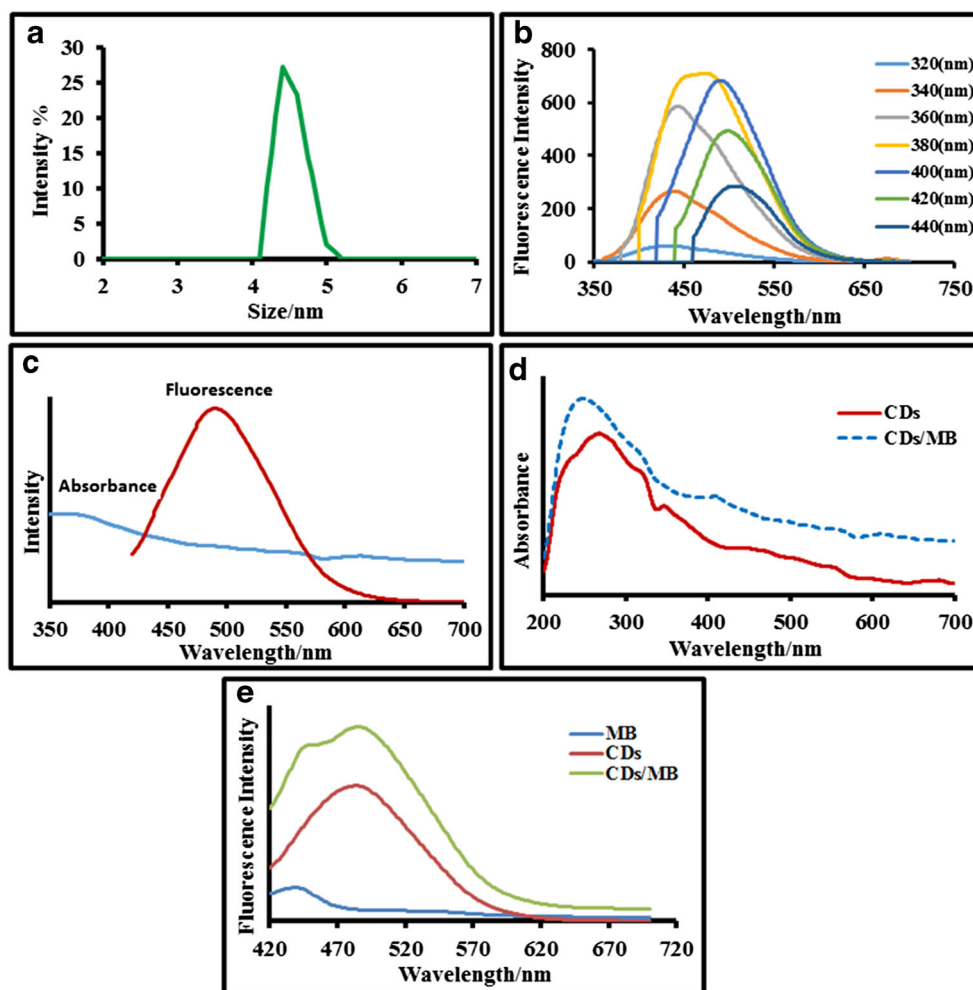 a
30
25
20
15
10
5
0
Intensity %
2 3 4 5 6 7
Size/nm
b
800
600
400
200
0
Fluorescence Intensity
350 450 550 650 750
Wavelength/nm
320(nm)
340(nm)
360(nm)
380(nm)
400(nm)
420(nm)
440(nm)
c
Fluorescence
Absorbance
Intensity
350 400 450 500 550 600 650 700
Wavelength/nm
d
CDs
CDs/MB
Absorbance
200 300 400 500 600 700
Wavelength/nm
e
MB
CDs
CDs/MB
Fluorescence Intensity
420 470 520 570 620 670 720
Wavelength/nm